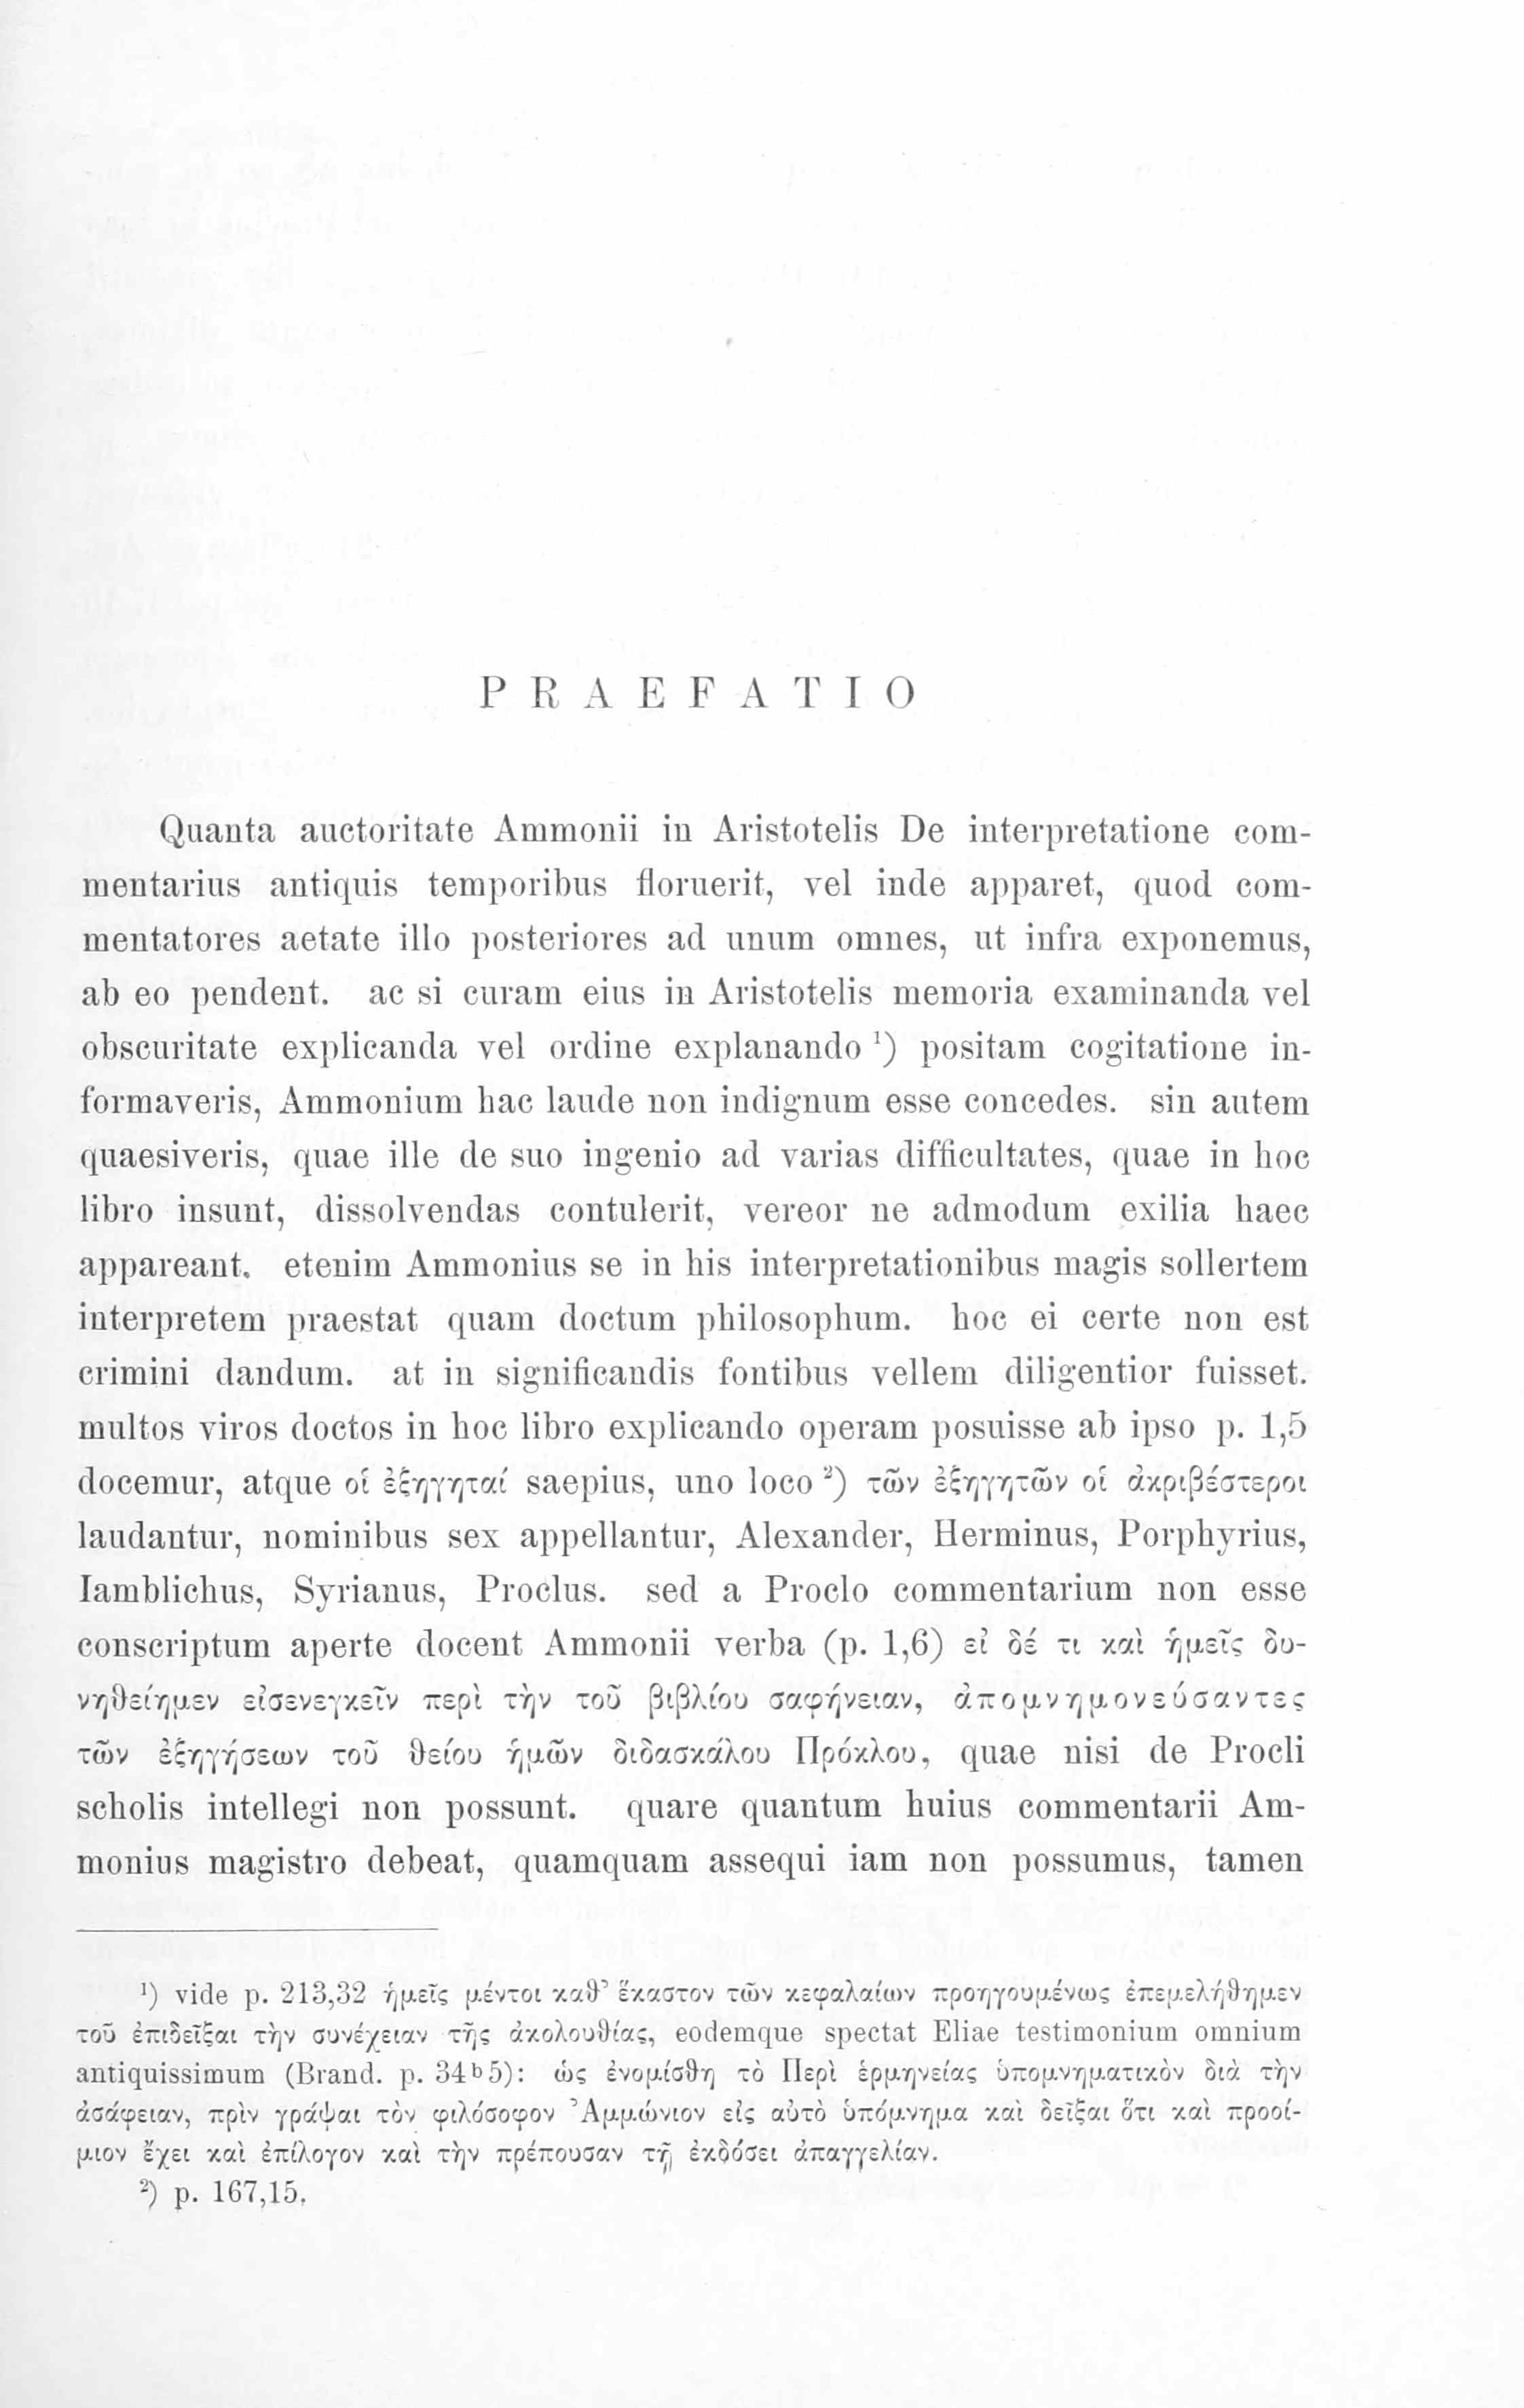 PRAEFATIO
Quanta auctoritate Ammonii in Aristotelis De interpretatione com-
mentarius antiquis temporibus floruerit, vel inde apparet, quod com-
mentatores aetate illo posteriores ad unum omnes, ut infra exponemus,
ab eo pendent. ac si curam eius in Aristotelis memoria examinanda vel
obscuritate explicanda vel ordine explanando ¹) positam cogitatione in-
formaveris, Ammonium hac laude non indignum esse concedes. sin autem
quaesiveris, quae ille de suo ingenio ad varias difficultates, quae in hoc
libro insunt, dissolvendas contulerit, vereor ne admodum exilia haec
appareant. etenim Ammonius se in his interpretationibus magis sollertem
interpretem praestat quam doctum philosophum. hoc ei certe non est
crimini dandum. at in significandis fontibus vellem diligentior fuisset.
multos viros doctos in hoc libro explicando operam posuisse ab ipso p. 1,5
docemur, atque οἱ ἐξηγηταί saepius, uno loco ²) τῶν ἐξηγητῶν οἱ ἀκριβέστεροι
laudantur, nominibus sex appellantur, Alexander, Herminus, Porphyrius,
Iamblichus, Syrianus, Proclus. sed a Proclo commentarium non esse
conscriptum aperte docent Ammonii verba (p. 1,6) εἰ δέ τι καὶ ἡμεῖς δυ-
νηθείημεν εἰσενεγκεῖν περὶ τὴν τοῦ βιβλίου σαφήνειαν, ἀπομνημονεύσαντες
τῶν ἐξηγήσεων τοῦ θείου ἡμῶν διδασκάλου Πρόκλου, quae nisi de Procli
scholis intellegi non possunt. quare quantum huius commentarii Am-
monius magistro debeat, quamquam assequi iam non possumus, tamen
¹) vide p. 213,32 ἡμεῖς μέντοι καθ’ ἕκαστον τῶν κεφαλαίων προηγουμένως ἐπεμελήθημεν
τοῦ ἐπιδεῖξαι τὴν συνέχειαν τῆς ἀκολουθίας, eodemque spectat Eliae testimonium omnium
antiquissimum (Brand. p. 34ᵇ5): ὡς ἐνομίσθη τὸ Περὶ ἑρμηνείας ὑπομνηματικὸν διὰ τὴν
ἀσάφειαν, πρὶν γράψαι τὸν φιλόσοφον Ἀμμώνιον εἰς αὐτὸ ὑπόμνημα καὶ δεῖξαι ὅτι καὶ προοί-
μιον ἔχει καὶ ἐπίλογον καὶ τὴν πρέπουσαν τῇ ἐκδόσει ἀπαγγελίαν.
²) p. 167,15.